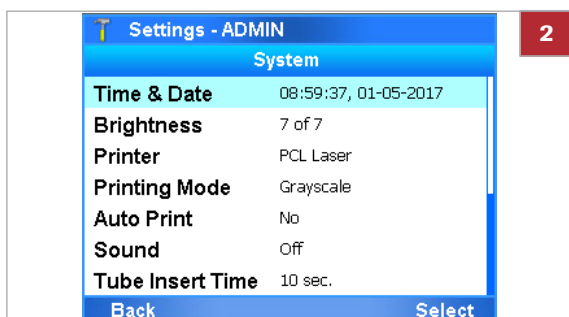 Settings - ADMIN
2
System
Time & Date 08:59:37, 01-05-2017
Brightness 7 of 7
Printer PCL Laser
Printing Mode Grayscale
Auto Print No
Sound Off
Tube Insert Time 10 sec.
Back Select